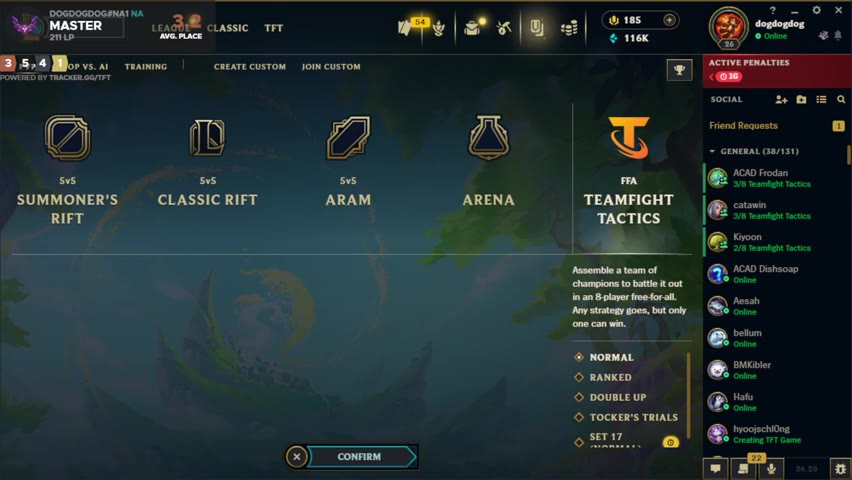 DOGDOGDOG#NA1 NA
MASTER
211 LP
3.2
AVG. PLACE
LEAGUE
CLASSIC
TFT
54
185
116K
26
dogdogdog
Online
3 5 4 1
POWERED BY TRACKER.GG/TFT
OP VS. AI
TRAINING
CREATE CUSTOM
JOIN CUSTOM
ACTIVE PENALTIES
1G
SOCIAL
Friend Requests
1
GENERAL (38/131)
5v5
SUMMONER'S
RIFT
5v5
CLASSIC RIFT
5v5
ARAM
ARENA
FFA
TEAMFIGHT
TACTICS
Assemble a team of
champions to battle it out
in an 8-player free-for-all.
Any strategy goes, but only
one can win.
NORMAL
RANKED
DOUBLE UP
TOCKER'S TRIALS
SET 17
(NORMAL)
CONFIRM
ACAD Frodan
3/8 Teamfight Tactics
catawin
3/8 Teamfight Tactics
Kiyoon
2/8 Teamfight Tactics
ACAD Dishsoap
Online
Aesah
Online
bellum
Online
BMKibler
Online
Hafu
Online
hyoojschl0ng
Creating TFT Game
22
26.20